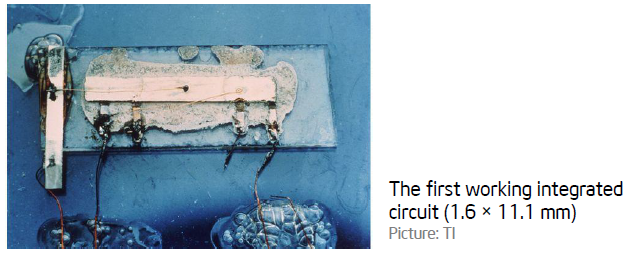 The first working integrated
circuit (1.6 × 11.1 mm)
Picture: TI